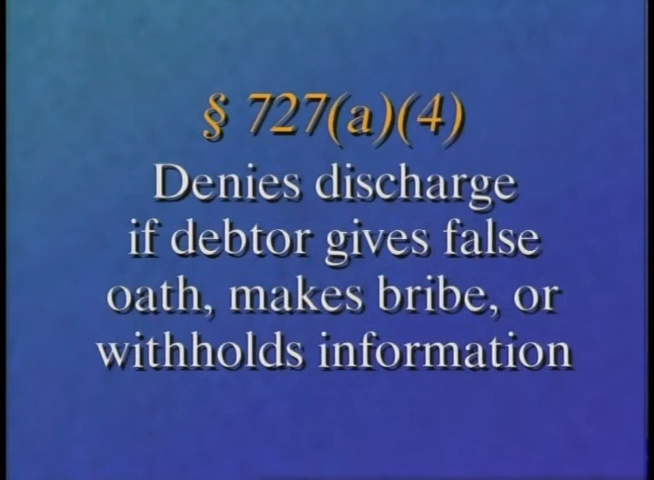 § 727(a)(4)
Denies discharge
if debtor gives false
oath, makes bribe, or
withholds information